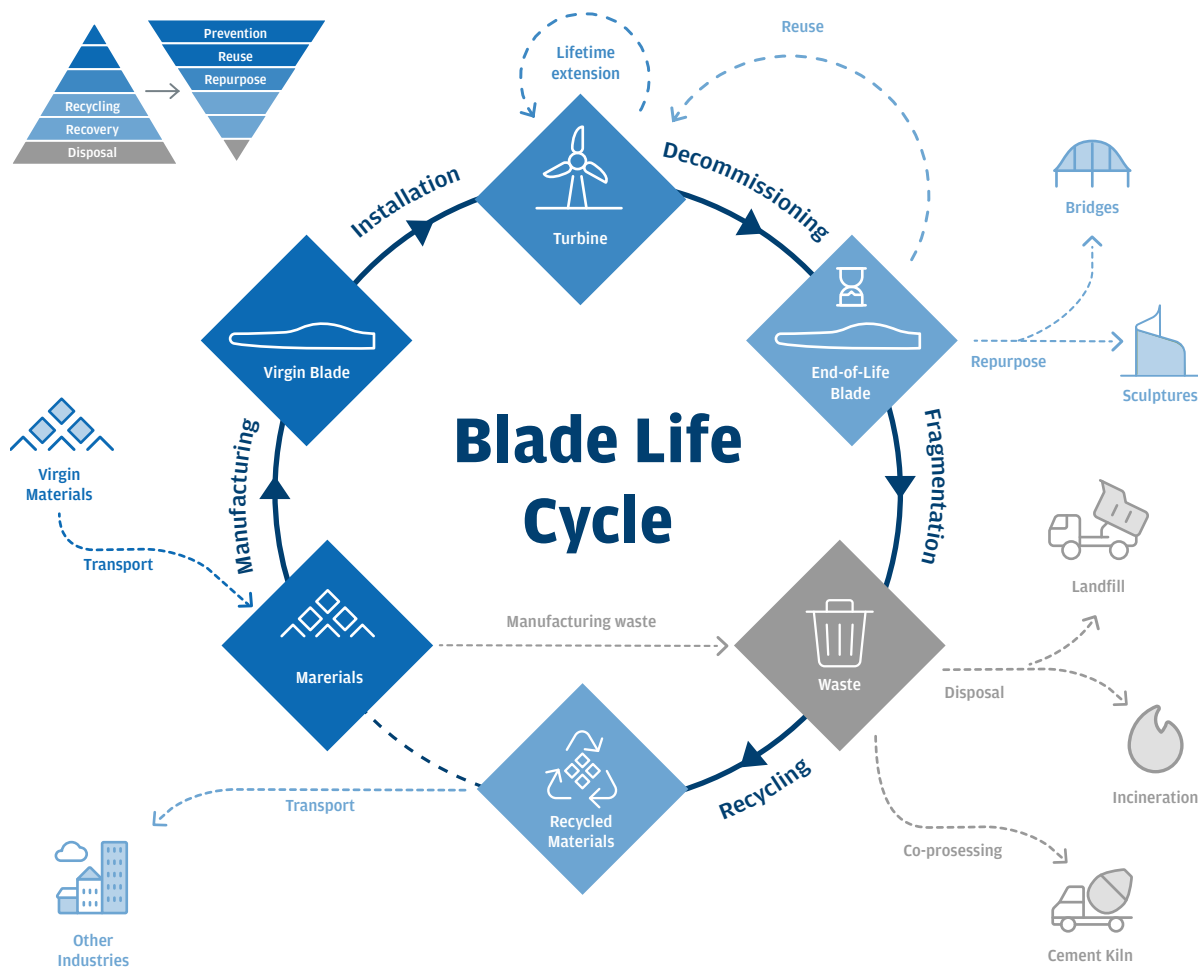 Prevention
Reuse
Repurpose
Recycling
Recovery
Disposal
Lifetime
extension
Reuse
Installation
Decommissioning
Turbine
Bridges
Virgin Blade
End-of-Life
Blade
Repurpose
Sculptures
Blade Life
Cycle
Manufacturing
Fragmentation
Virgin
Materials
Transport
Landfill
Manufacturing waste
Marerials
Waste
Disposal
Recycling
Incineration
Transport
Recycled
Materials
Co-prosessing
Other
Industries
Cement Kiln